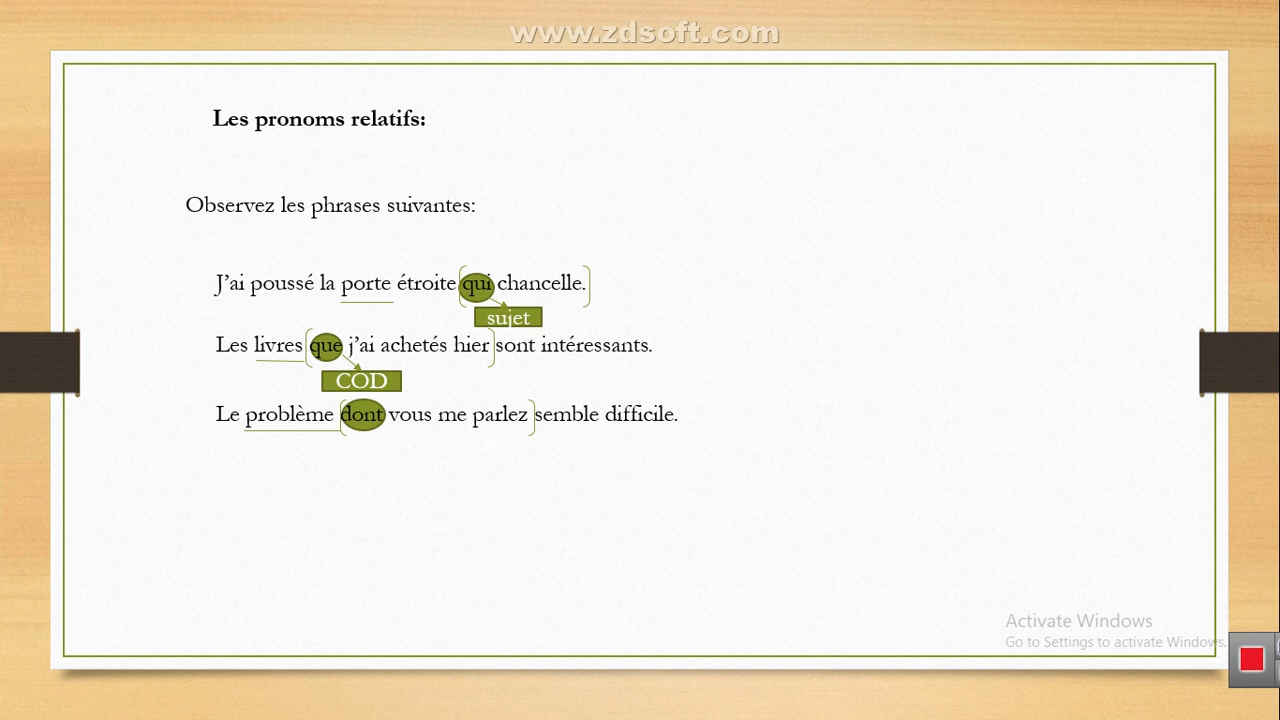 www.zdsoft.com
Les pronoms relatifs:
Observez les phrases suivantes:
J'ai poussé la porte étroite qui chancelle.
sujet
Les livres que j'ai achetés hier sont intéressants.
COD
Le problème dont vous me parlez semble difficile.
Activate Windows
Go to Settings to activate Windows.